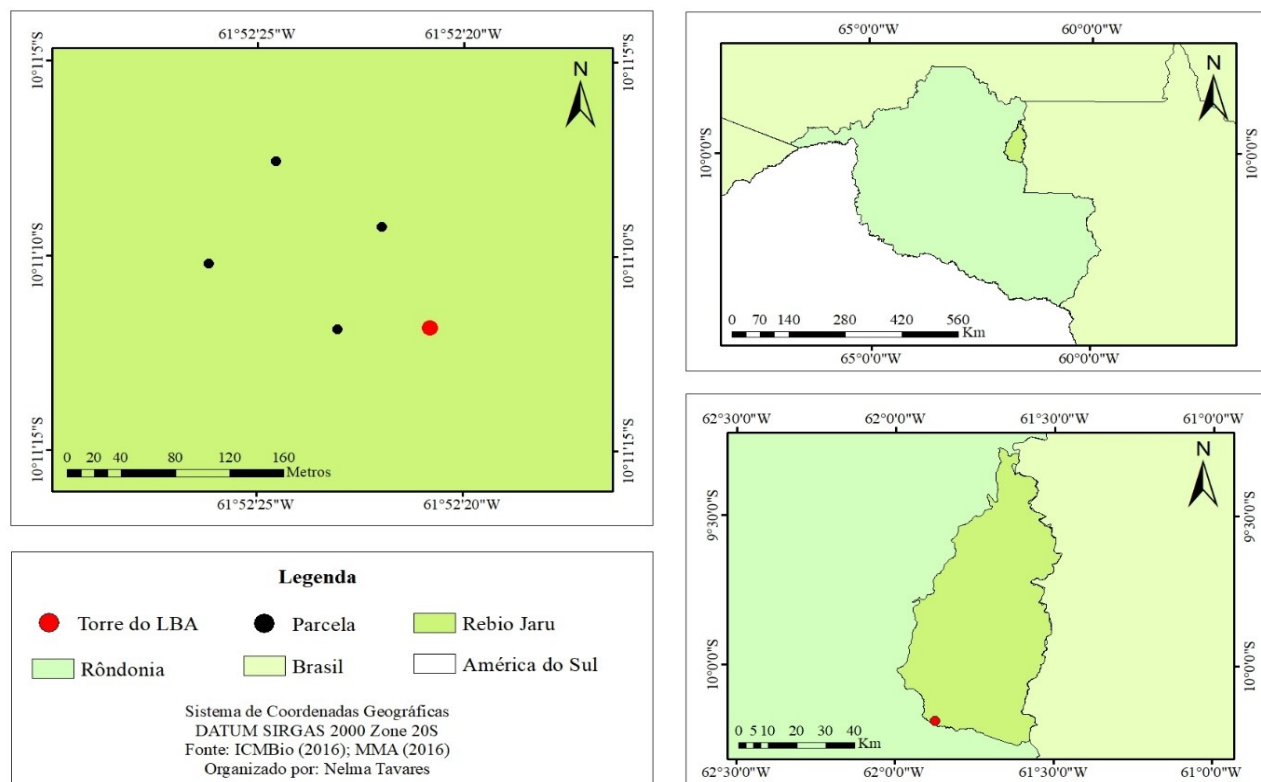 61°52'25"W
61°52'20"W
10°11'5"S
10°11'5"S
N
10°11'10"S
10°11'10"S
10°11'15"S
10°11'15"S
0 20 40 80 120 160
Metros
61°52'25"W
61°52'20"W
65°0'0"W
60°0'0"W
N
10°0'0"S
10°0'0"S
0 70 140 280 420 560
Km
65°0'0"W
60°0'0"W
62°30'0"W
62°0'0"W
61°30'0"W
61°0'0"W
N
9°30'0"S
9°30'0"S
10°0'0"S
10°0'0"S
0 5 10 20 30 40
Km
62°30'0"W
62°0'0"W
61°30'0"W
61°0'0"W
Legenda
Torre do LBA
Parcela
Rebio Jaru
Rôndonia
Brasil
América do Sul
Sistema de Coordenadas Geográficas
DATUM SIRGAS 2000 Zone 20S
Fonte: ICMBio (2016); MMA (2016)
Organizado por: Nelma Tavares